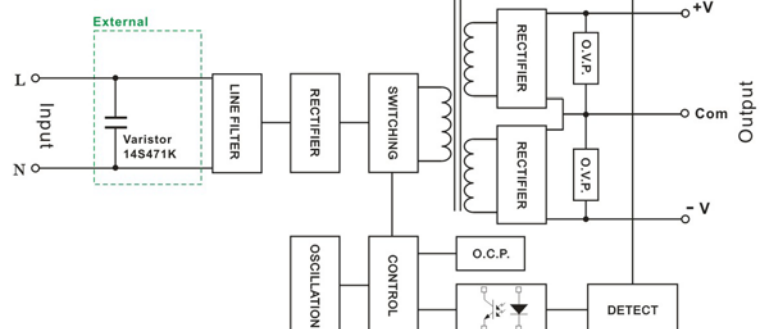 External
+V
L
Input
N
Varistor
14S471K
LINE FILTER
RECTIFIER
SWITCHING
RECTIFIER
O.V.P.
Com
Output
RECTIFIER
O.V.P.
- V
OSCILLATION
CONTROL
O.C.P.
DETECT